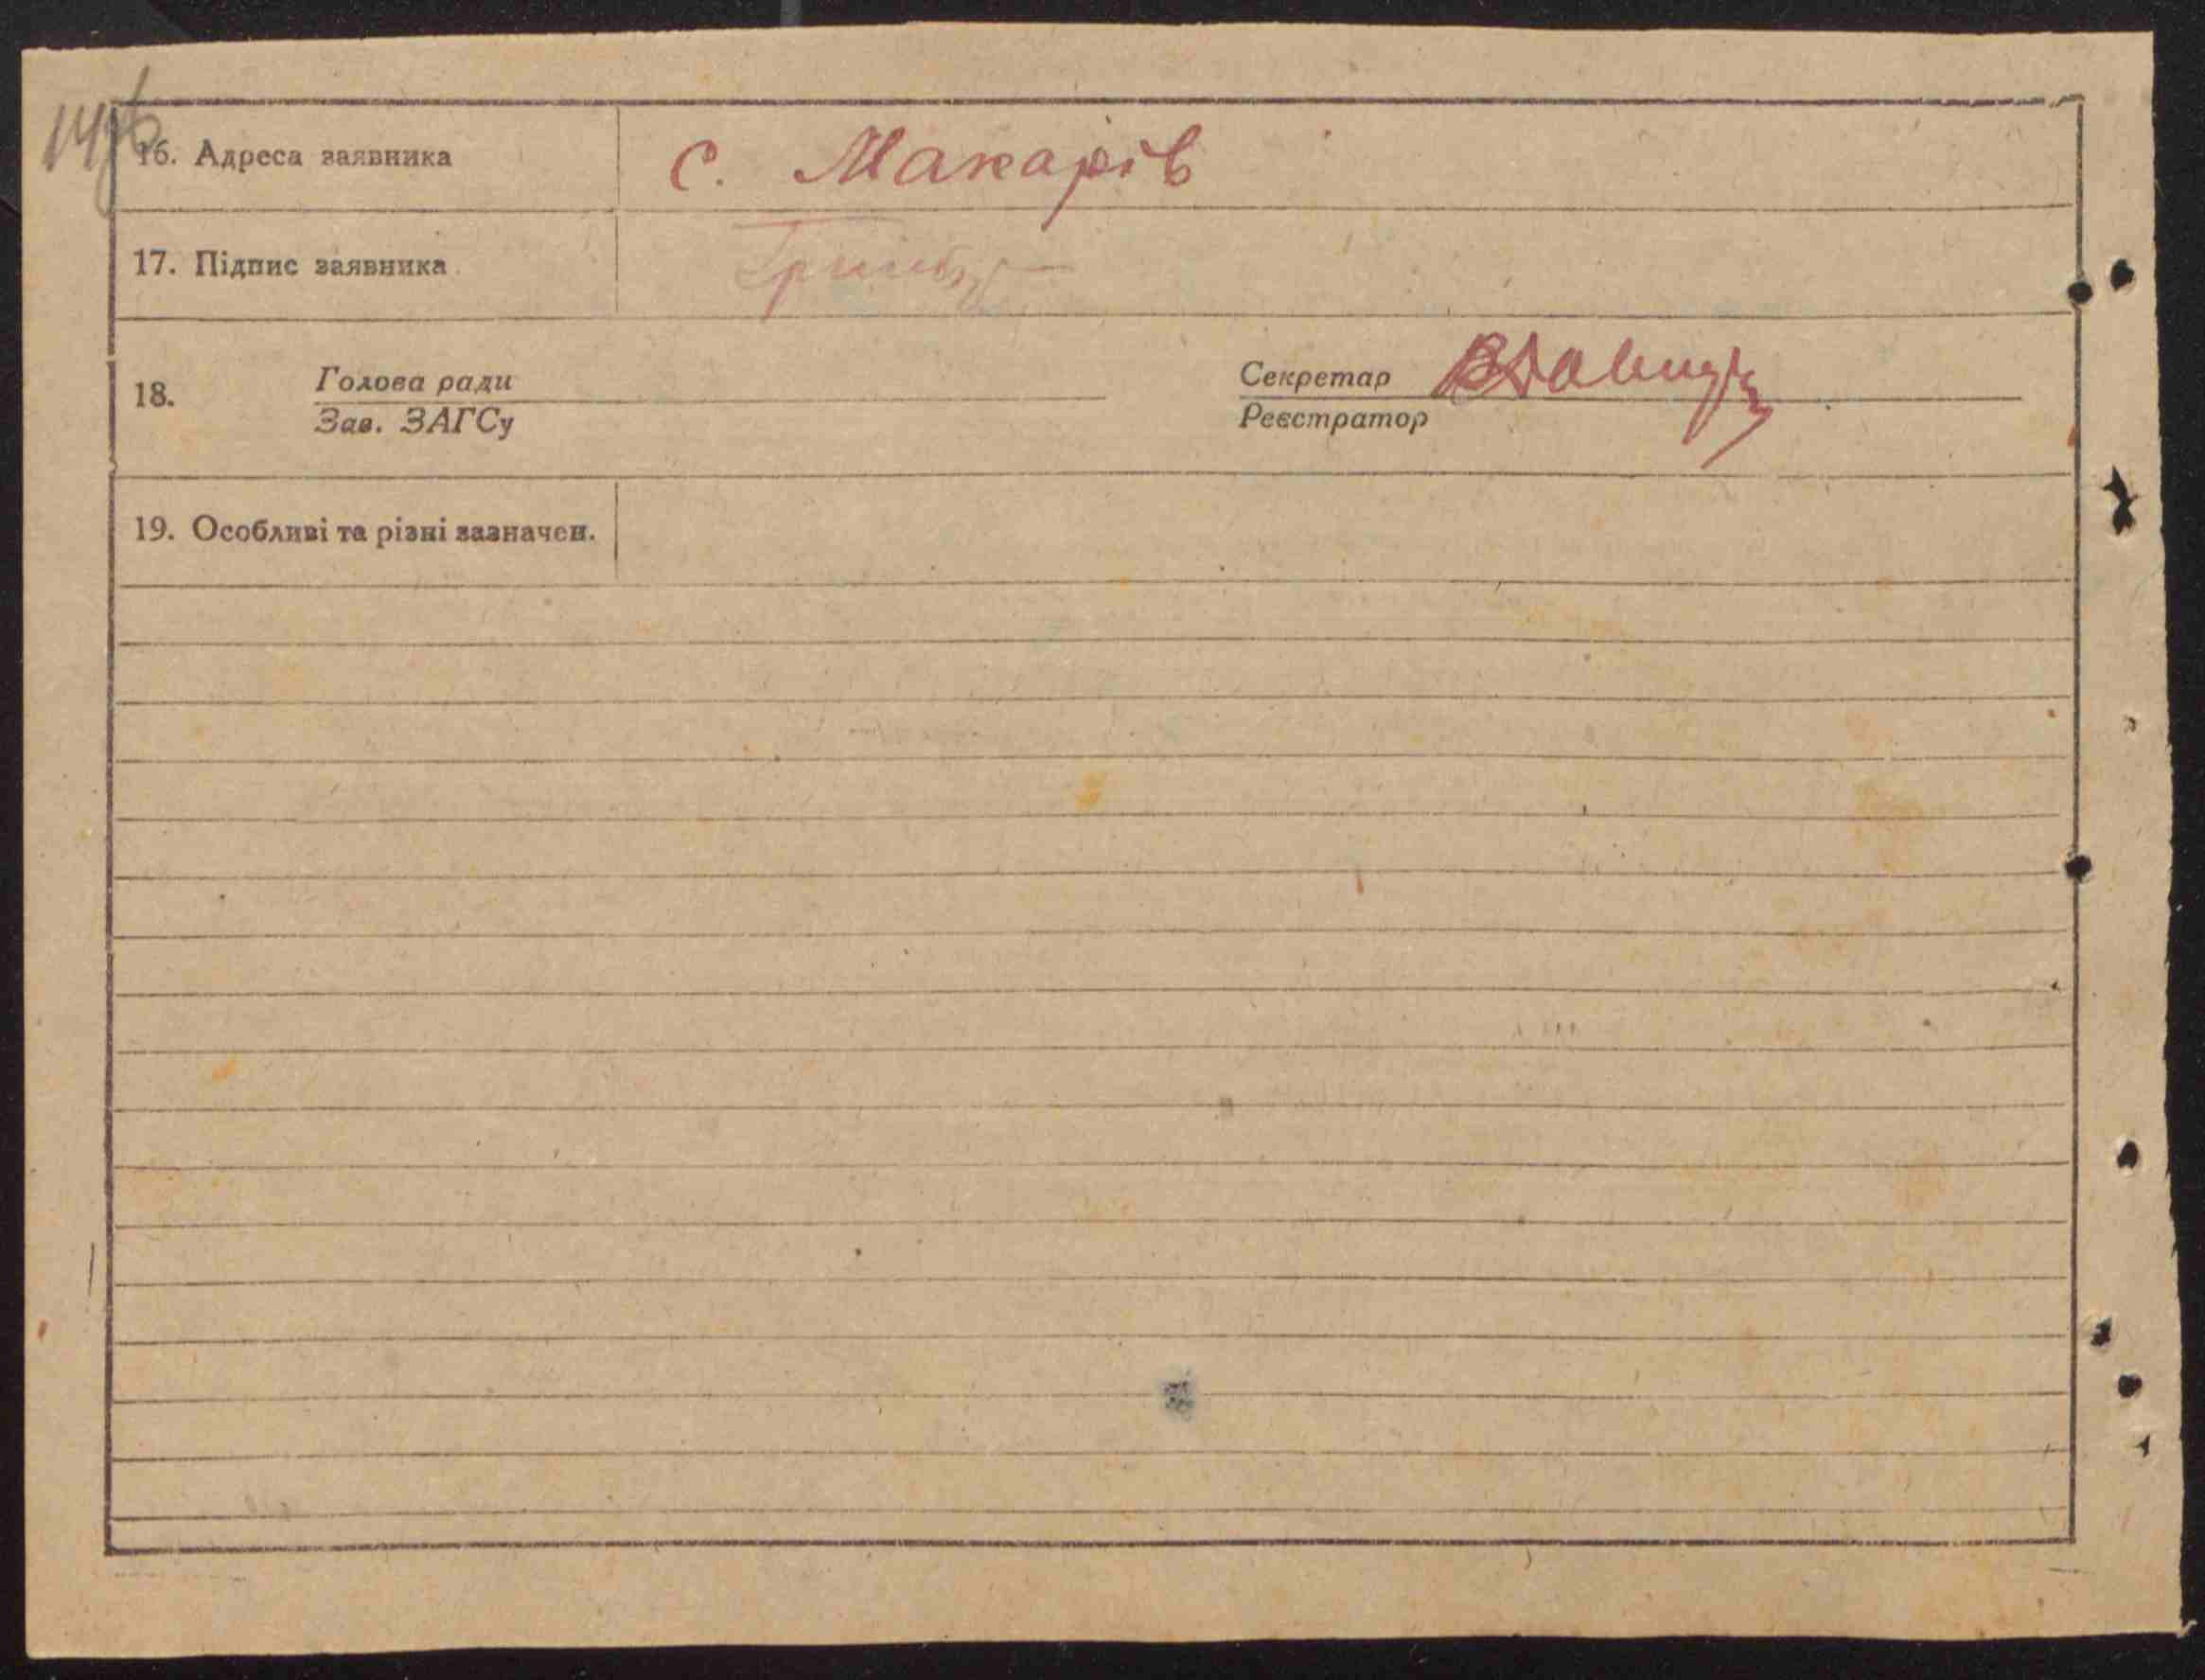 16. Адреса заявника с. Макарів
17. Підпис заявника
18. Голова ради Секретар
Зав. ЗАГСу Реєстратор
19. Особливі та різні зазначен.